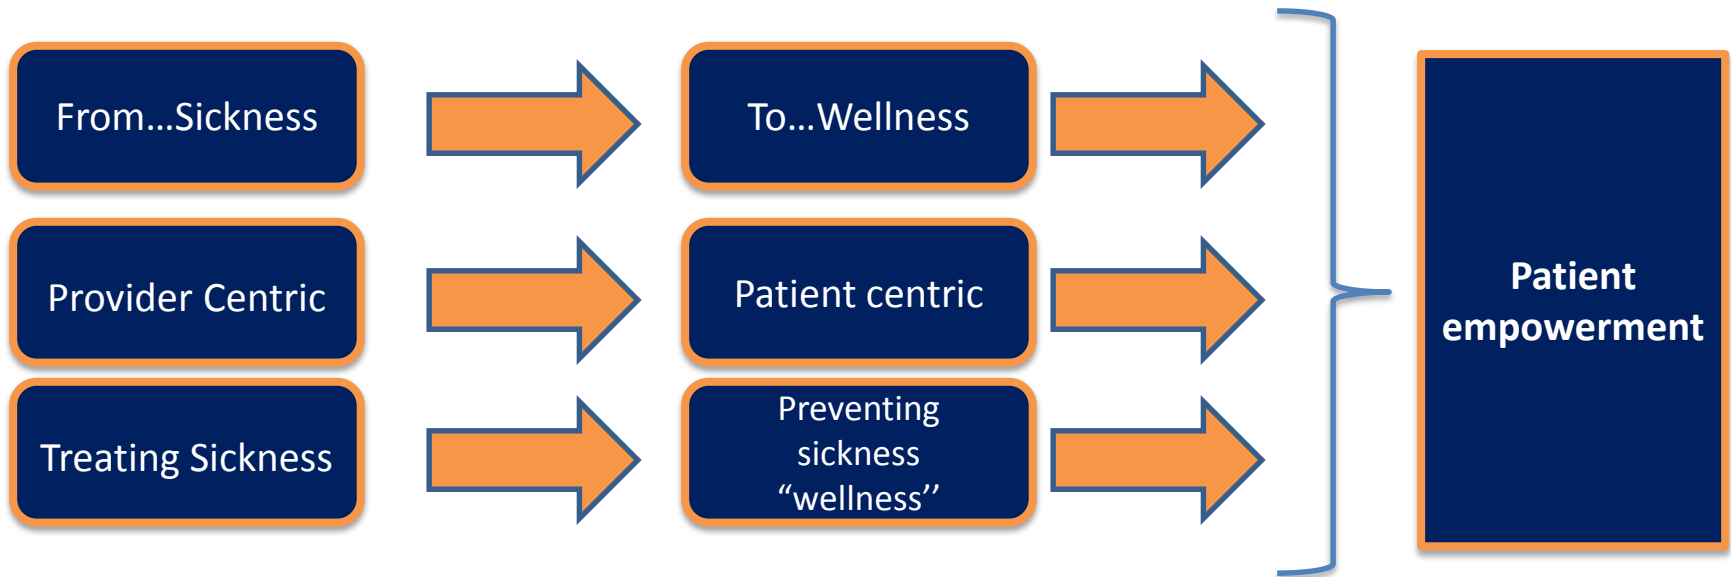 From...Sickness
To...Wellness
Provider Centric
Patient centric
Treating Sickness
Preventing
sickness
“wellness’’
Patient
empowerment